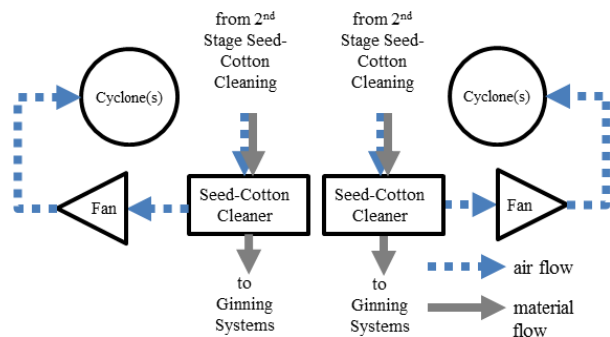 from 2nd
Stage Seed-
Cotton
Cleaning
from 2nd
Stage Seed-
Cotton
Cleaning
Cyclone(s)
Cyclone(s)
Fan
Seed-Cotton
Cleaner
Seed-Cotton
Cleaner
Fan
to
Ginning
Systems
to
Ginning
Systems
air flow
material
flow